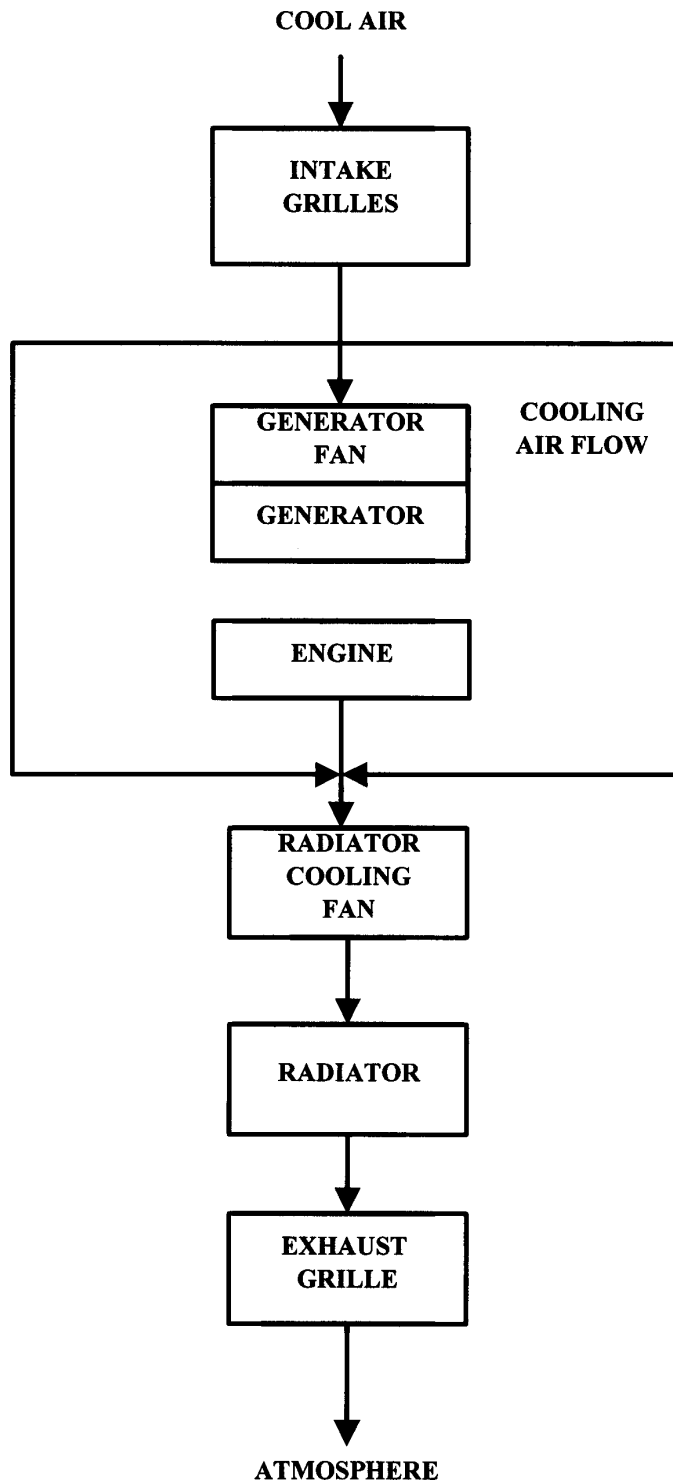 COOL AIR
INTAKE
GRILLES
GENERATOR
FAN
COOLING
AIR FLOW
GENERATOR
ENGINE
RADIATOR
COOLING
FAN
RADIATOR
EXHAUST
GRILLE
ATMOSPHERE